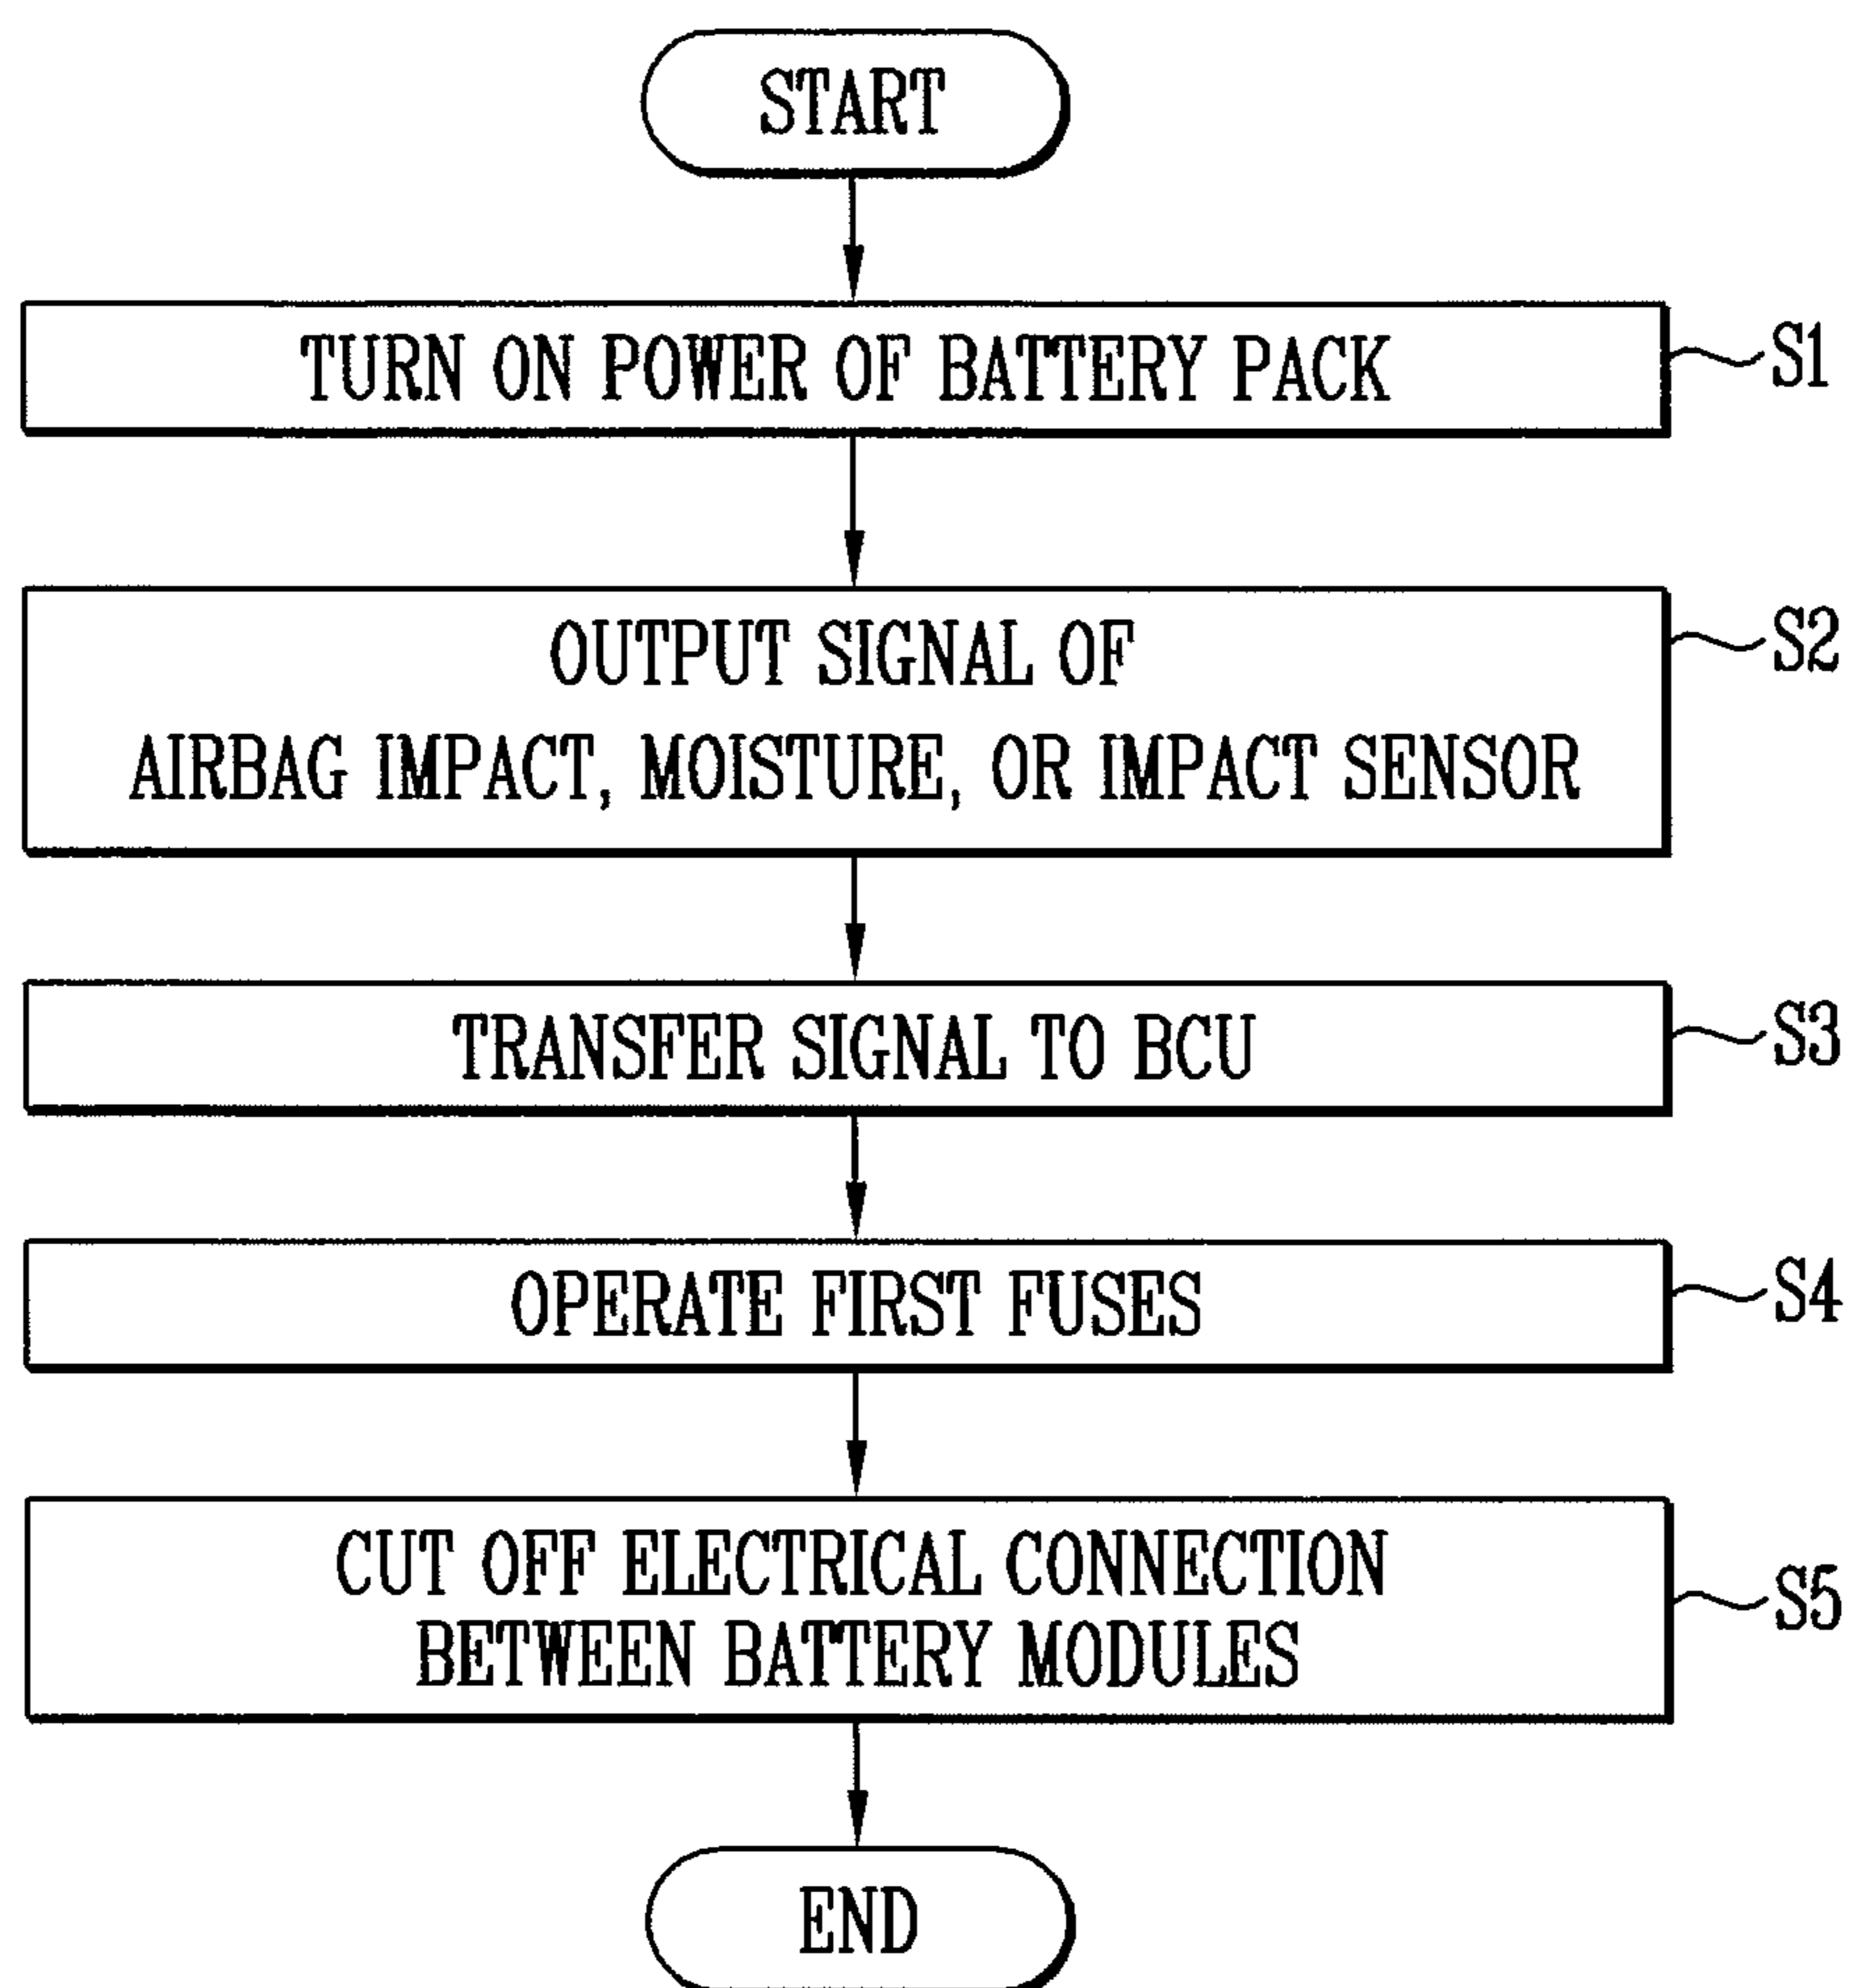 START
TURN ON POWER OF BATTERY PACK
S1
OUTPUT SIGNAL OF
S2
AIRBAG IMPACT, MOISTURE, OR IMPACT SENSOR
TRANSFER SIGNAL TO BCU
S3
OPERATE FIRST FUSES
S4
CUT OFF ELECTRICAL CONNECTION
BETWEEN BATTERY MODULES
S5
END